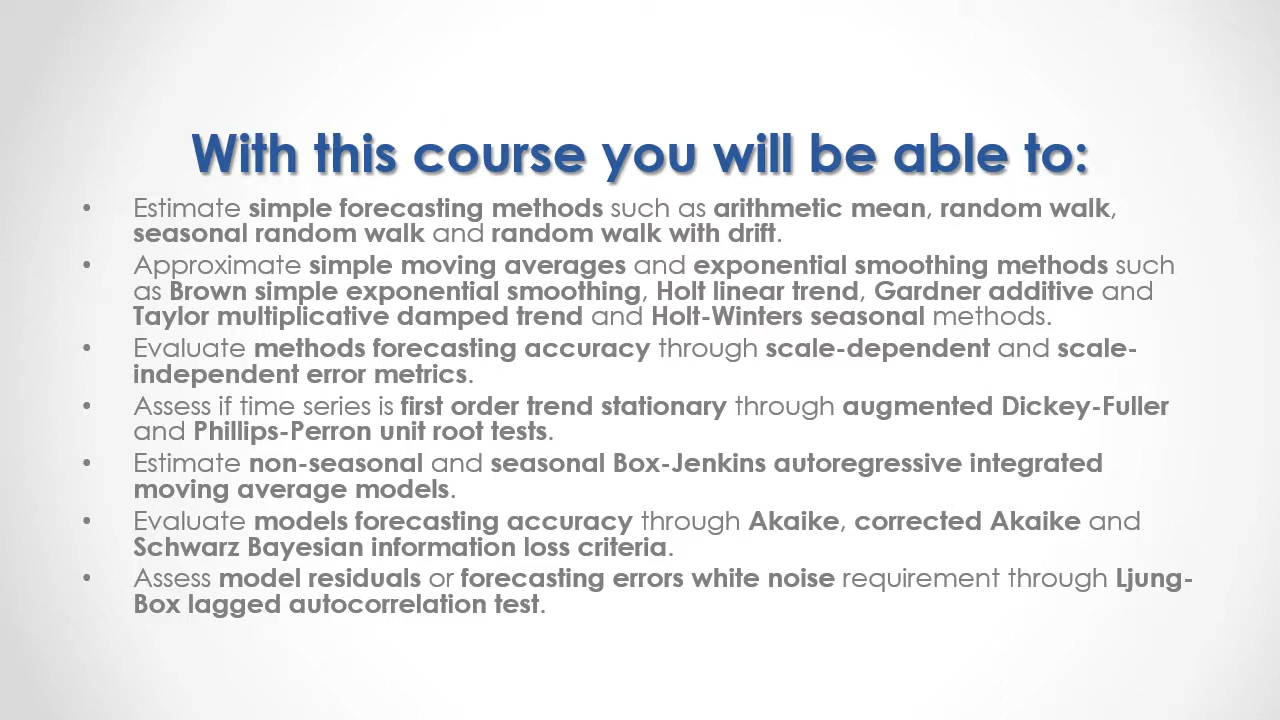 With this course you will be able to:
• Estimate simple forecasting methods such as arithmetic mean, random walk,
seasonal random walk and random walk with drift.
• Approximate simple moving averages and exponential smoothing methods such
as Brown simple exponential smoothing, Holt linear trend, Gardner additive and
Taylor multiplicative damped trend and Holt-Winters seasonal methods.
• Evaluate methods forecasting accuracy through scale-dependent and scale-
independent error metrics.
• Assess if time series is first order trend stationary through augmented Dickey-Fuller
and Phillips-Perron unit root tests.
• Estimate non-seasonal and seasonal Box-Jenkins autoregressive integrated
moving average models.
• Evaluate models forecasting accuracy through Akaike, corrected Akaike and
Schwarz Bayesian information loss criteria.
• Assess model residuals or forecasting errors white noise requirement through Ljung-
Box lagged autocorrelation test.